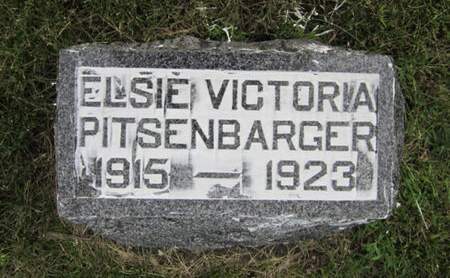 ELSIE VICTORIA
PITSENBARGER
1915 — 1923